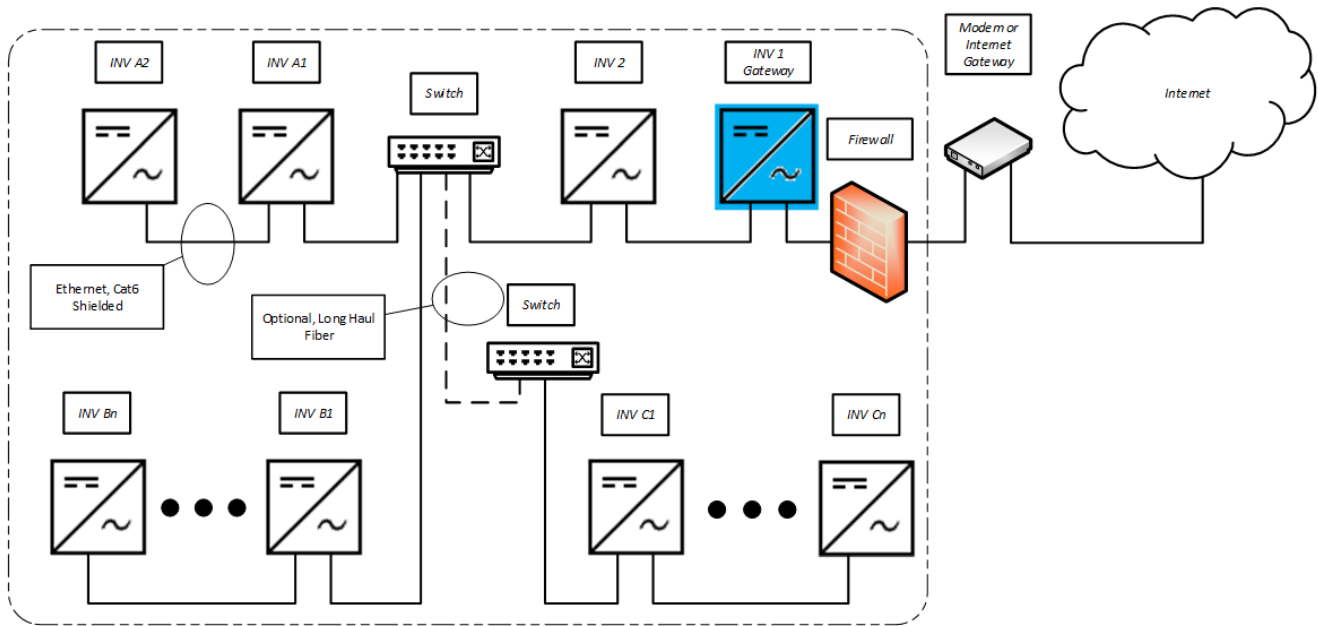 INV A2
INV A1
Switch
INV 2
INV 1
Gateway
Modem or
Internet
Gateway
Internet
Firewall
Ethernet, Cat6
Shielded
Optional, Long Haul
Fiber
Switch
INV Bn
INV B1
INV C1
INV Cn